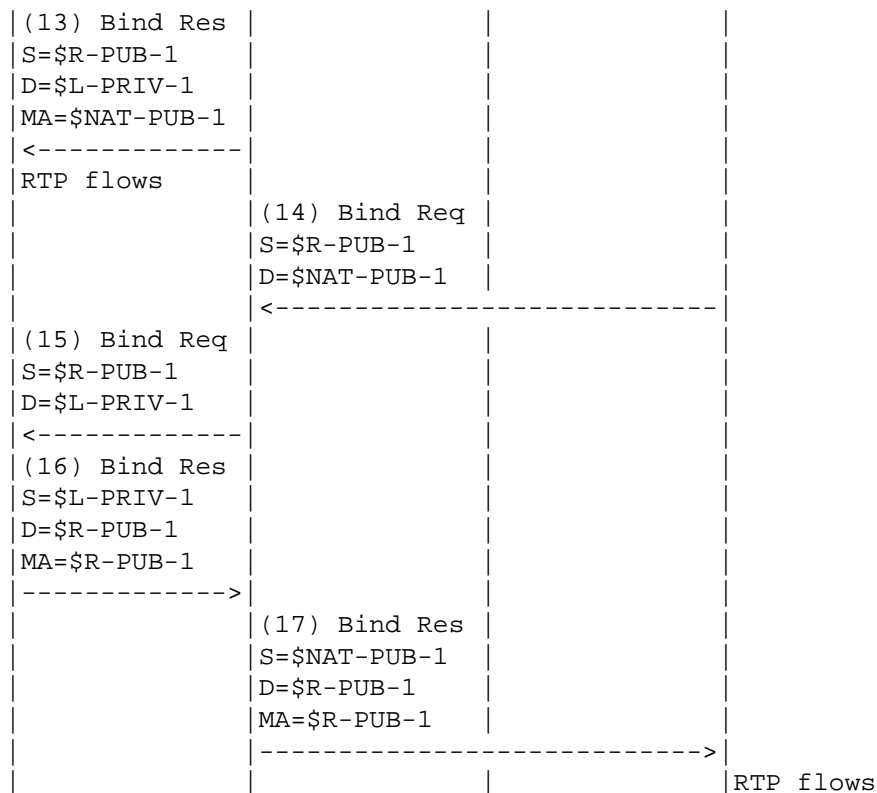 |(13) Bind Res |              |              |
|S=$R-PUB-1    |              |              |
|D=$L-PRIV-1   |              |              |
|MA=$NAT-PUB-1 |              |              |
|<-------------|              |              |
|RTP flows     |              |              |
|              |(14) Bind Req |              |
|              |S=$R-PUB-1    |              |
|              |D=$NAT-PUB-1  |              |
|              |<----------------------------|
|(15) Bind Req |              |              |
|S=$R-PUB-1    |              |              |
|D=$L-PRIV-1   |              |              |
|<-------------|              |              |
|(16) Bind Res |              |              |
|S=$L-PRIV-1   |              |              |
|D=$R-PUB-1    |              |              |
|MA=$R-PUB-1   |              |              |
|------------->|              |              |
|              |(17) Bind Res |              |
|              |S=$NAT-PUB-1  |              |
|              |D=$R-PUB-1    |              |
|              |MA=$R-PUB-1   |              |
|              |---------------------------->|
|              |              |              |RTP flows